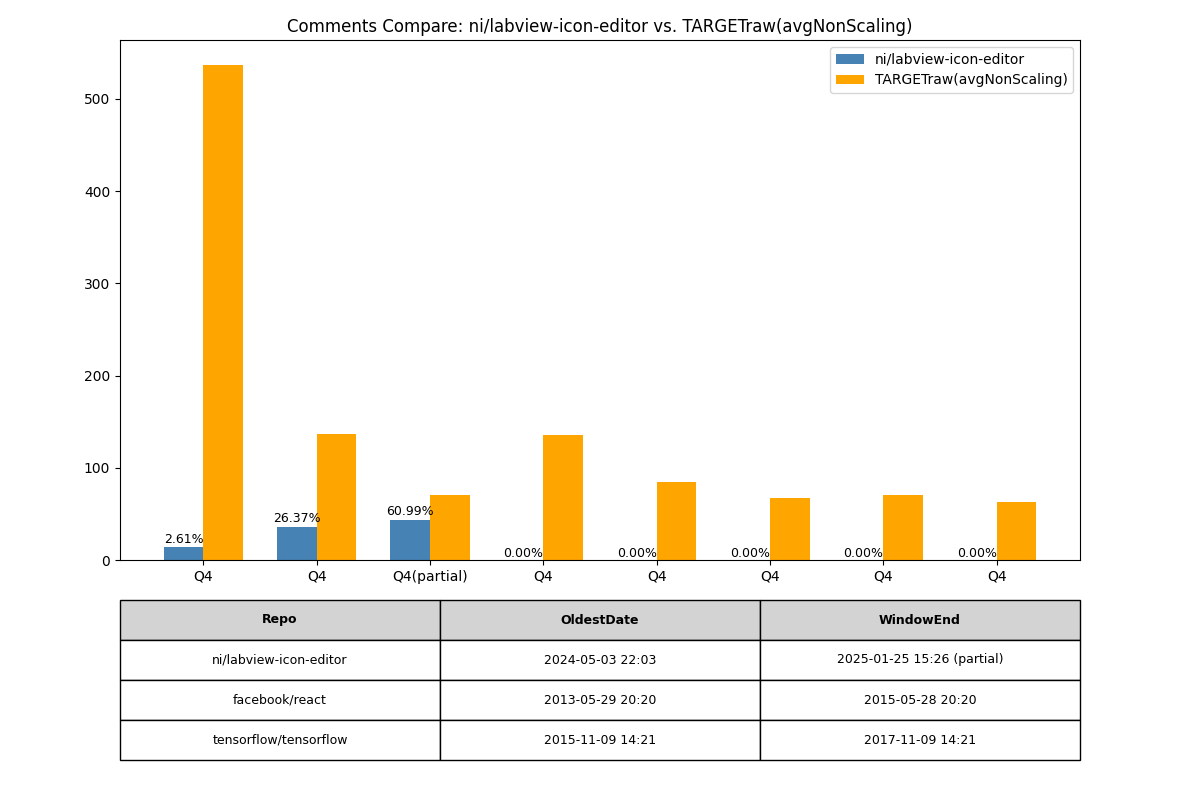 Comments Compare: ni/labview-icon-editor vs. TARGETraw(avgNonScaling)
ni/labview-icon-editor
TARGETraw(avgNonScaling)
500
400
300
200
100
0
2.61%
26.37%
60.99%
0.00%
0.00%
0.00%
0.00%
0.00%
Q4 Q4 Q4(partial) Q4 Q4 Q4 Q4 Q4
Repo OldestDate WindowEnd
ni/labview-icon-editor 2024-05-03 22:03 2025-01-25 15:26 (partial)
facebook/react 2013-05-29 20:20 2015-05-28 20:20
tensorflow/tensorflow 2015-11-09 14:21 2017-11-09 14:21